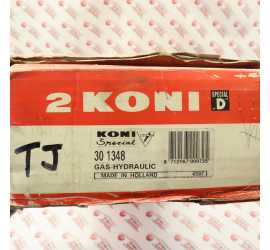 2 KONI
SPECIAL
D
KONI
Special
TJ
30 1348
GAS-HYDRAULIC
MADE IN HOLLAND